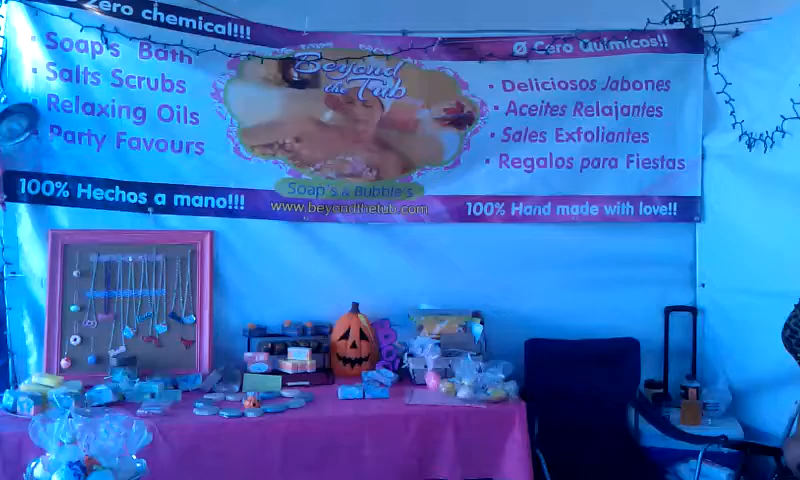 Zero chemical!!!
Ø Cero Químicos!!
• Soap's Bath
• Salts Scrubs
• Relaxing Oils
• Party Favours
Beyond
the Tub
Soap's & Bubble's
www.beyondthetub.com
• Deliciosos Jabones
• Aceites Relajantes
• Sales Exfoliantes
• Regalos para Fiestas
100% Hechos a mano!!!
100% Hand made with love!!